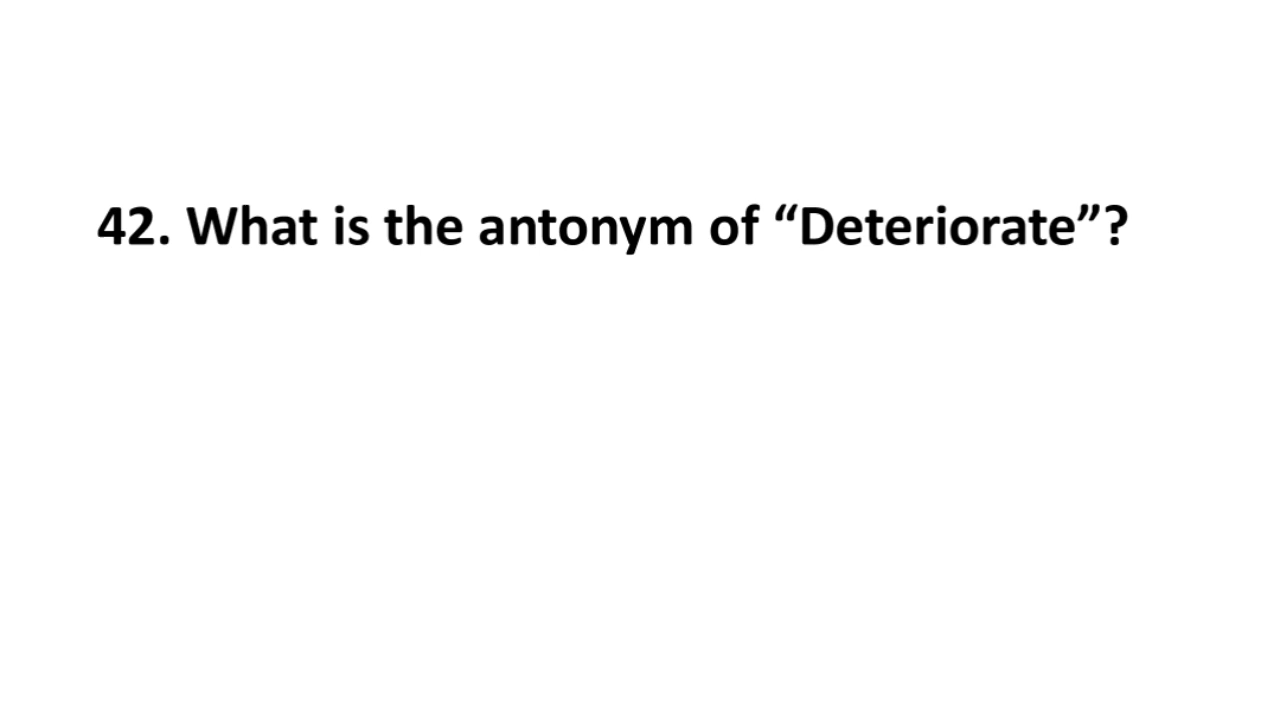 42. What is the antonym of “Deteriorate”?